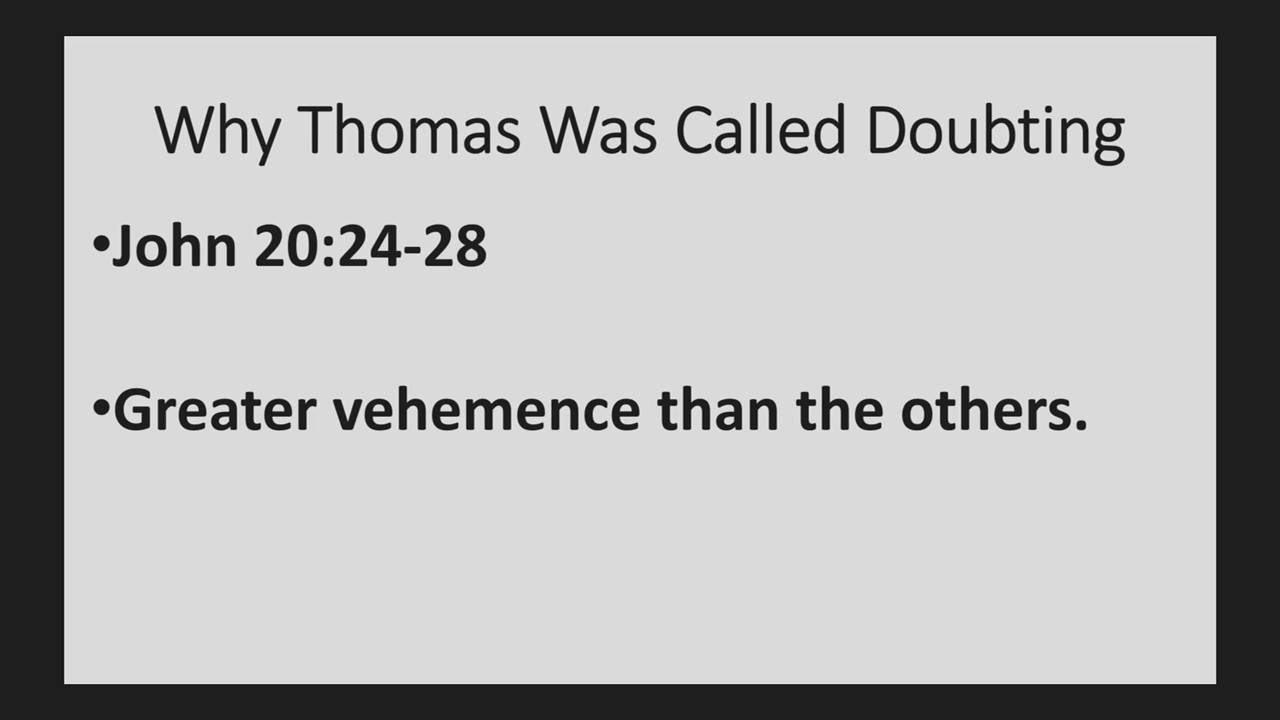 Why Thomas Was Called Doubting
•John 20:24-28
•Greater vehemence than the others.